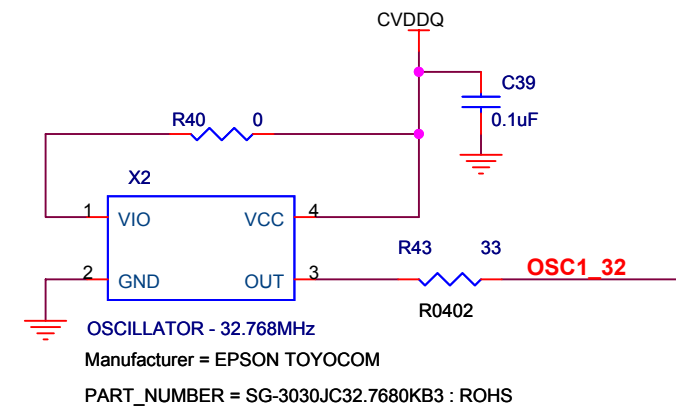 CVDDQ
C39
0.1uF
R40 0
X2
1 VIO VCC 4
R43 33
OSC1_32
2 GND OUT 3
R0402
OSCILLATOR - 32.768MHz
Manufacturer = EPSON TOYOCOM
PART_NUMBER = SG-3030JC32.7680KB3 : ROHS